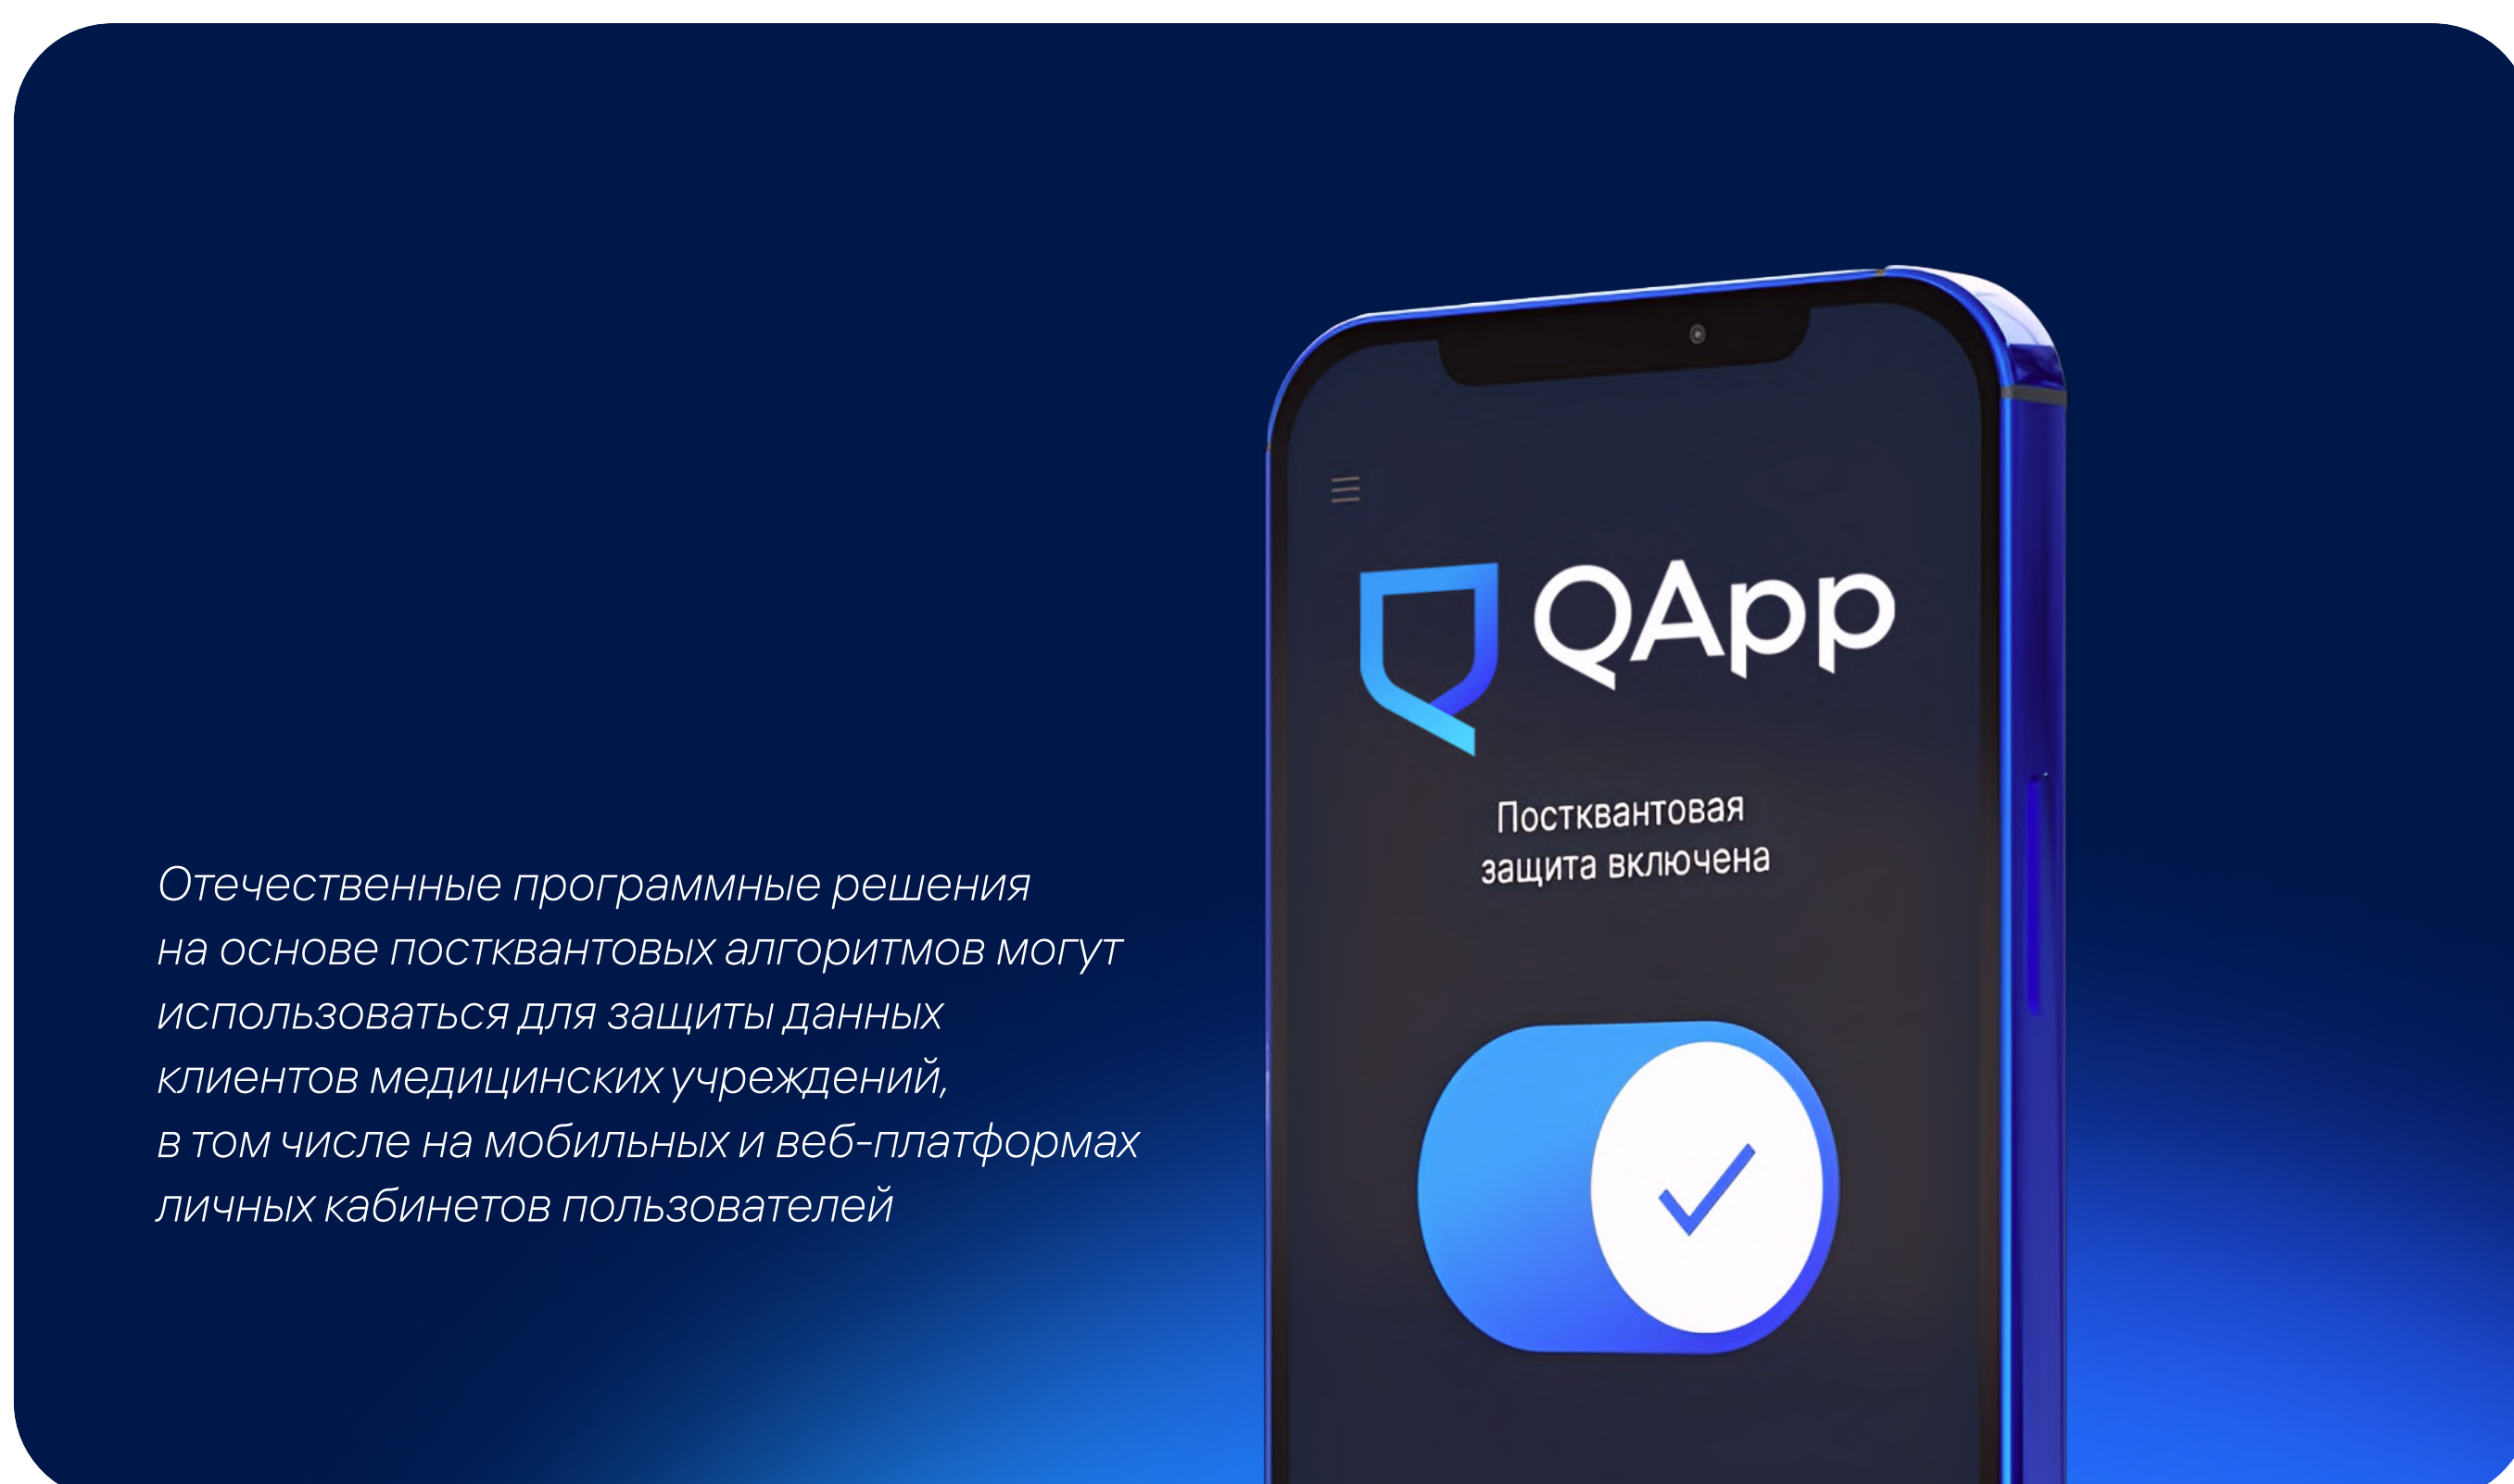 Отечественные программные решения
на основе постквантовых алгоритмов могут
использоваться для защиты данных
клиентов медицинских учреждений,
в том числе на мобильных и веб-платформах
личных кабинетов пользователей
QApp
Постквантовая
защита включена